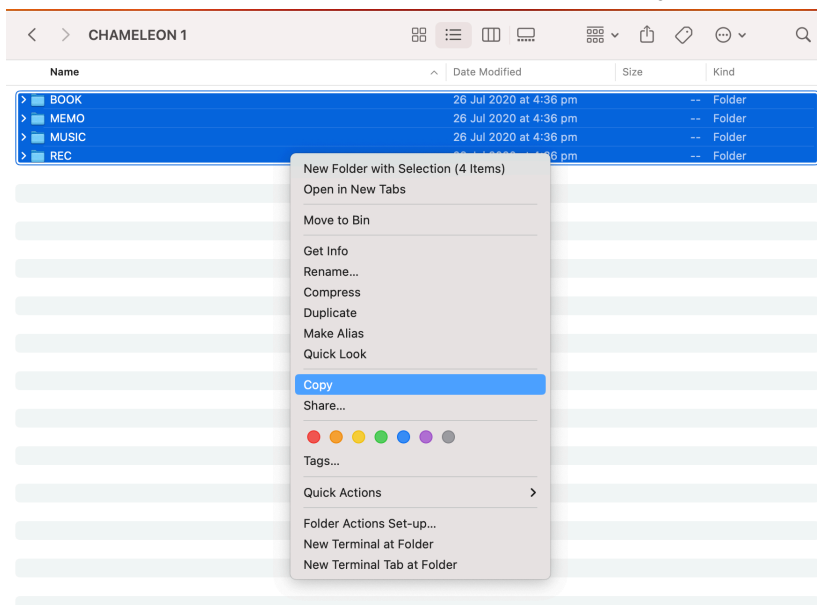 CHAMELEON 1
Name Date Modified Size Kind
BOOK 26 Jul 2020 at 4:36 pm -- Folder
MEMO 26 Jul 2020 at 4:36 pm -- Folder
MUSIC 26 Jul 2020 at 4:36 pm -- Folder
REC 6 pm -- Folder
New Folder with Selection (4 Items)
Open in New Tabs
Move to Bin
Get Info
Rename...
Compress
Duplicate
Make Alias
Quick Look
Copy
Share...
Tags...
Quick Actions
Folder Actions Set-up...
New Terminal at Folder
New Terminal Tab at Folder